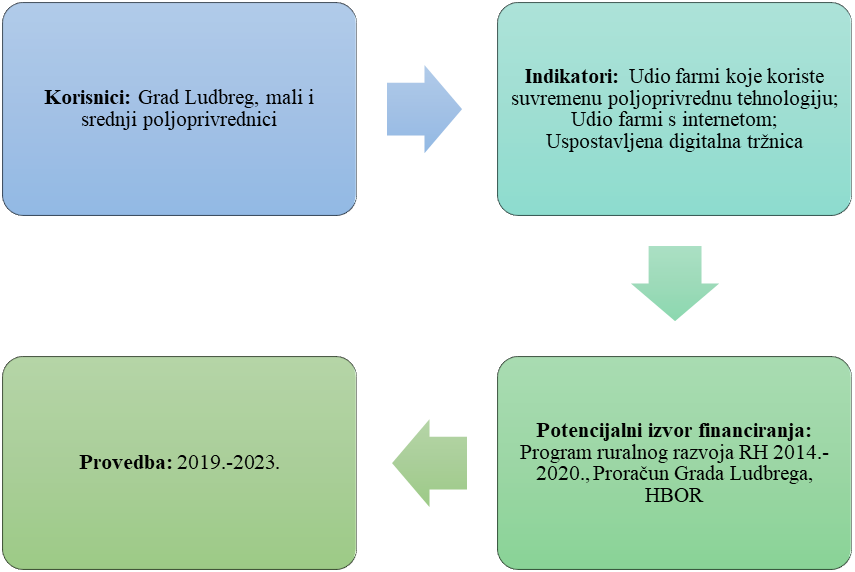 Korisnici: Grad Ludbreg, mali i
srednji poljoprivrednici
Indikatori: Udio farmi koje koriste
suvremenu poljoprivrednu tehnologiju;
Udio farmi s internetom;
Uspostavljena digitalna tržnica
Potencijalni izvor financiranja:
Program ruralnog razvoja RH 2014.-
2020., Proračun Grada Ludbrega,
HBOR
Provedba: 2019.-2023.